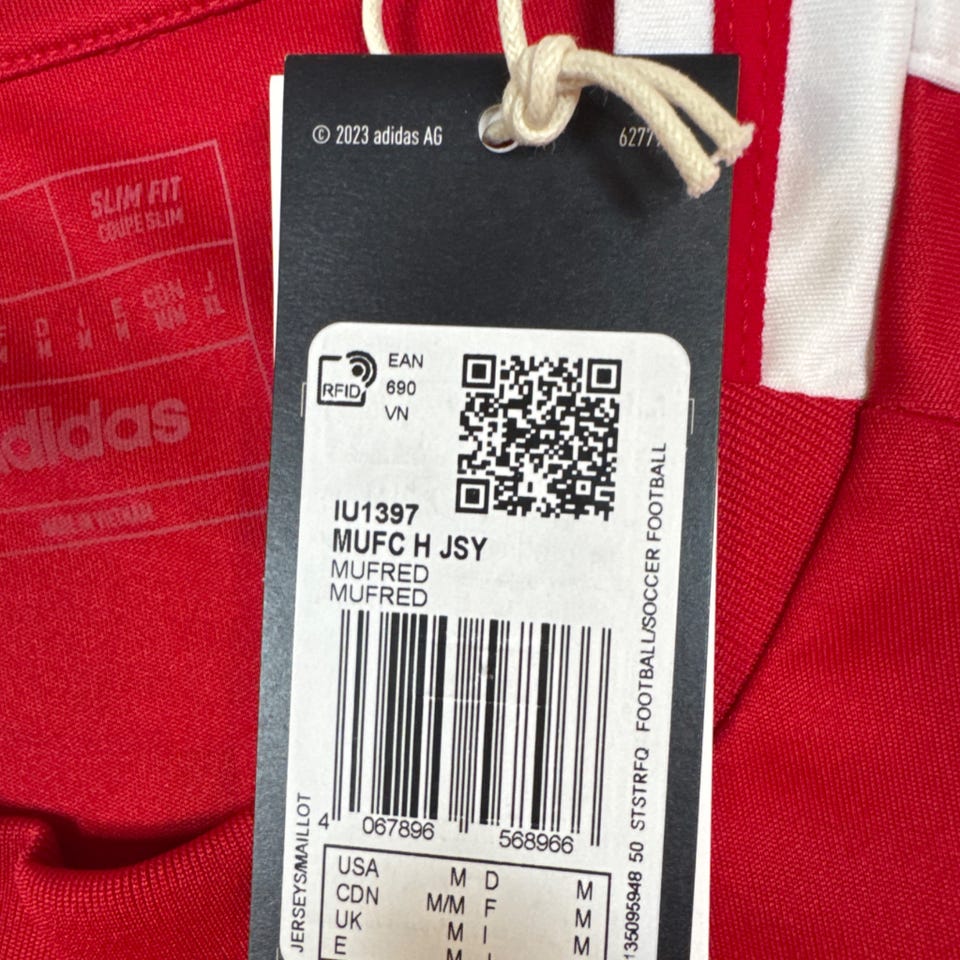 © 2023 adidas AG
SLIM FIT
COUPE SLIM
adidas
RFID
EAN
690
VN
IU1397
MUFC H JSY
MUFRED
MUFRED
4 067896 568966
JERSEYS/MAILLOT
USA M D M
CDN M/M F M
UK M I M
E M
135095948 50 STSTRFQ FOOTBALL/SOCCER FOOTBALL